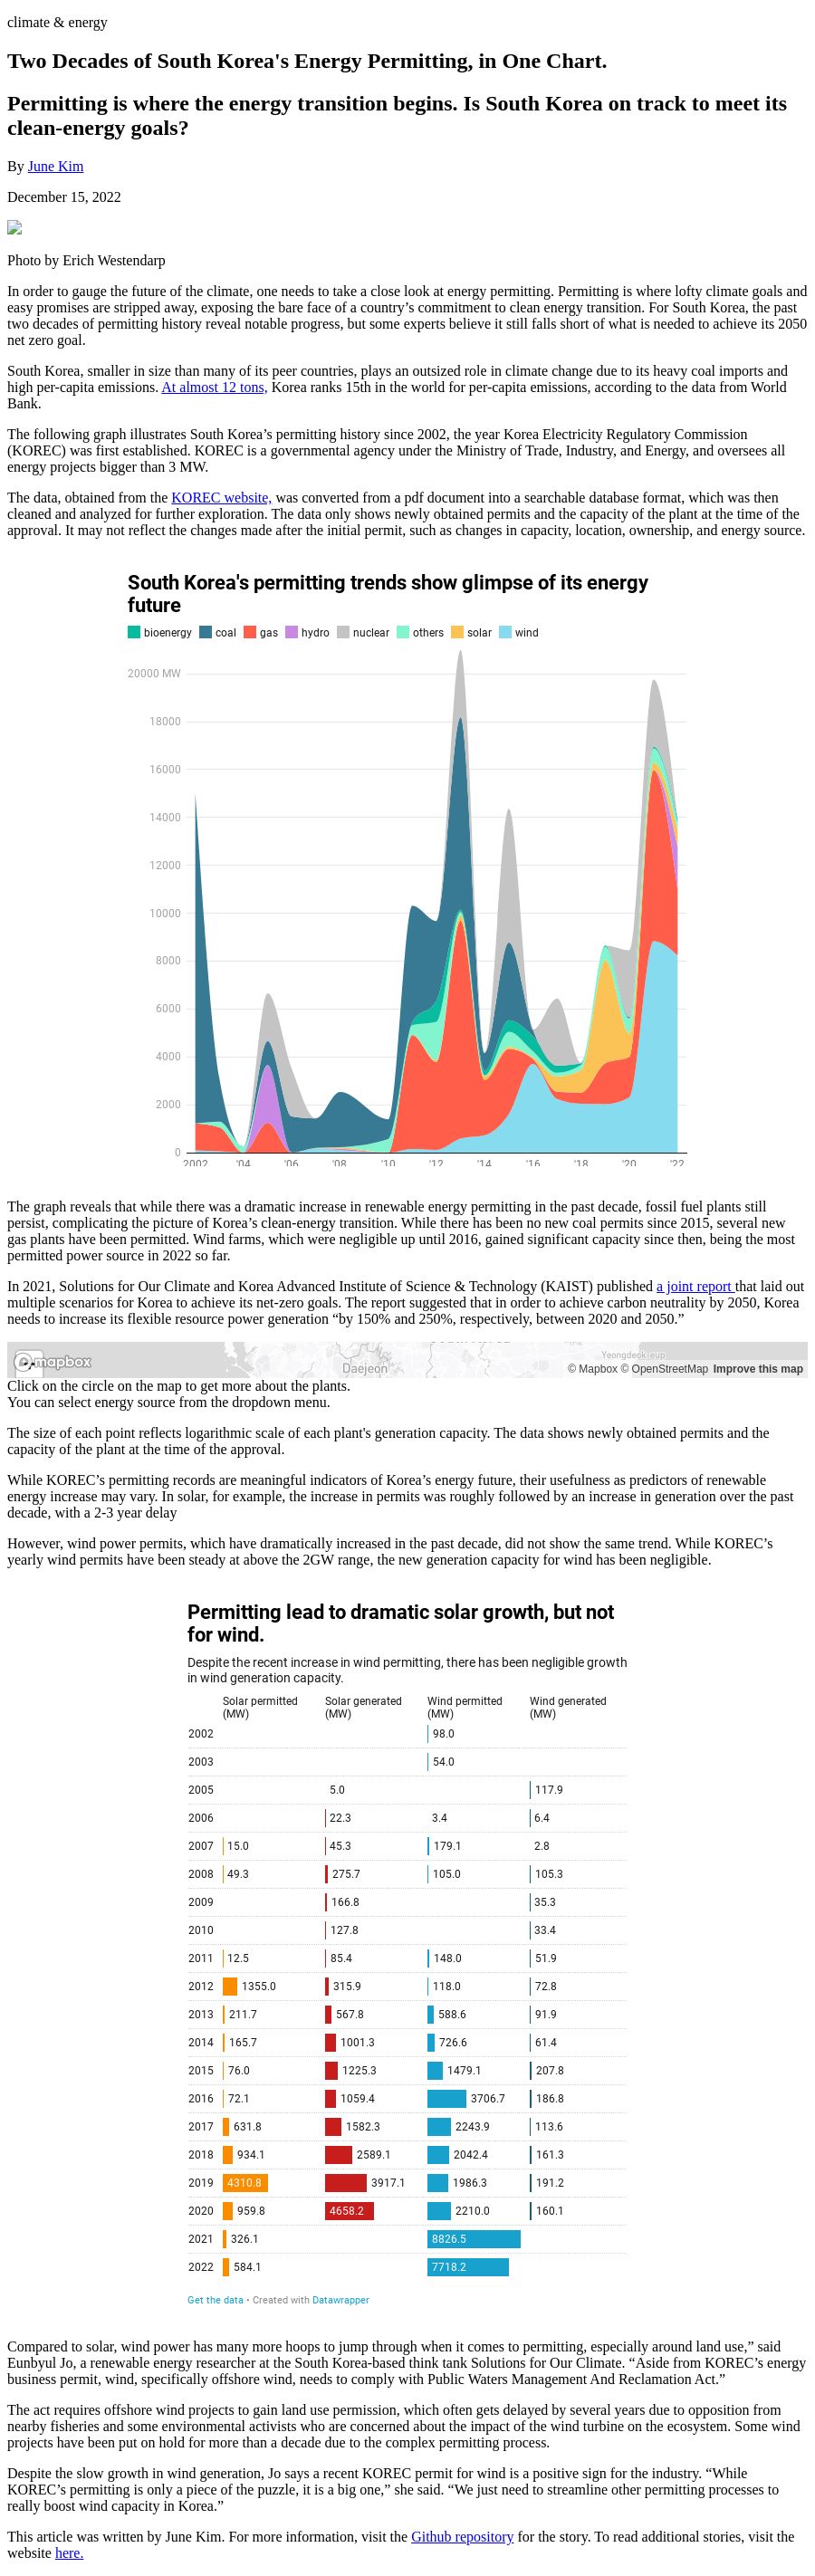 climate & energy
Two Decades of South Korea's Energy Permitting, in One Chart.
Permitting is where the energy transition begins. Is South Korea on track to meet its
clean-energy goals?
By June Kim
December 15, 2022
Photo by Erich Westendarp
In order to gauge the future of the climate, one needs to take a close look at energy permitting. Permitting is where lofty climate goals and
easy promises are stripped away, exposing the bare face of a country’s commitment to clean energy transition. For South Korea, the past
two decades of permitting history reveal notable progress, but some experts believe it still falls short of what is needed to achieve its 2050
net zero goal.
South Korea, smaller in size than many of its peer countries, plays an outsized role in climate change due to its heavy coal imports and
high per-capita emissions. At almost 12 tons, Korea ranks 15th in the world for per-capita emissions, according to the data from World
Bank.
The following graph illustrates South Korea’s permitting history since 2002, the year Korea Electricity Regulatory Commission
(KOREC) was first established. KOREC is a governmental agency under the Ministry of Trade, Industry, and Energy, and oversees all
energy projects bigger than 3 MW.
The data, obtained from the KOREC website, was converted from a pdf document into a searchable database format, which was then
cleaned and analyzed for further exploration. The data only shows newly obtained permits and the capacity of the plant at the time of the
approval. It may not reflect the changes made after the initial permit, such as changes in capacity, location, ownership, and energy source.
South Korea's permitting trends show glimpse of its energy
future
bioenergy coal gas hydro nuclear others solar wind
20000 MW
18000
16000
14000
12000
10000
8000
6000
4000
2000
0
2002 '04 '06 '08 '10 '12 '14 '16 '18 '20 '22
The graph reveals that while there was a dramatic increase in renewable energy permitting in the past decade, fossil fuel plants still
persist, complicating the picture of Korea’s clean-energy transition. While there has been no new coal permits since 2015, several new
gas plants have been permitted. Wind farms, which were negligible up until 2016, gained significant capacity since then, being the most
permitted power source in 2022 so far.
In 2021, Solutions for Our Climate and Korea Advanced Institute of Science & Technology (KAIST) published a joint report that laid out
multiple scenarios for Korea to achieve its net-zero goals. The report suggested that in order to achieve carbon neutrality by 2050, Korea
needs to increase its flexible resource power generation “by 150% and 250%, respectively, between 2020 and 2050.”
mapbox Daejeon Yeongdeok-eup © Mapbox © OpenStreetMap Improve this map
Click on the circle on the map to get more about the plants.
You can select energy source from the dropdown menu.
The size of each point reflects logarithmic scale of each plant's generation capacity. The data shows newly obtained permits and the
capacity of the plant at the time of the approval.
While KOREC’s permitting records are meaningful indicators of Korea’s energy future, their usefulness as predictors of renewable
energy increase may vary. In solar, for example, the increase in permits was roughly followed by an increase in generation over the past
decade, with a 2-3 year delay
However, wind power permits, which have dramatically increased in the past decade, did not show the same trend. While KOREC’s
yearly wind permits have been steady at above the 2GW range, the new generation capacity for wind has been negligible.
Permitting lead to dramatic solar growth, but not
for wind.
Despite the recent increase in wind permitting, there has been negligible growth
in wind generation capacity.
Solar permitted Solar generated Wind permitted Wind generated
(MW) (MW) (MW) (MW)
2002 98.0
2003 54.0
2005 5.0 117.9
2006 22.3 3.4 6.4
2007 15.0 45.3 179.1 2.8
2008 49.3 275.7 105.0 105.3
2009 166.8 35.3
2010 127.8 33.4
2011 12.5 85.4 148.0 51.9
2012 1355.0 315.9 118.0 72.8
2013 211.7 567.8 588.6 91.9
2014 165.7 1001.3 726.6 61.4
2015 76.0 1225.3 1479.1 207.8
2016 72.1 1059.4 3706.7 186.8
2017 631.8 1582.3 2243.9 113.6
2018 934.1 2589.1 2042.4 161.3
2019 4310.8 3917.1 1986.3 191.2
2020 959.8 4658.2 2210.0 160.1
2021 326.1 8826.5
2022 584.1 7718.2
Get the data • Created with Datawrapper
Compared to solar, wind power has many more hoops to jump through when it comes to permitting, especially around land use,” said
Eunbyul Jo, a renewable energy researcher at the South Korea-based think tank Solutions for Our Climate. “Aside from KOREC’s energy
business permit, wind, specifically offshore wind, needs to comply with Public Waters Management And Reclamation Act.”
The act requires offshore wind projects to gain land use permission, which often gets delayed by several years due to opposition from
nearby fisheries and some environmental activists who are concerned about the impact of the wind turbine on the ecosystem. Some wind
projects have been put on hold for more than a decade due to the complex permitting process.
Despite the slow growth in wind generation, Jo says a recent KOREC permit for wind is a positive sign for the industry. “While
KOREC’s permitting is only a piece of the puzzle, it is a big one,” she said. “We just need to streamline other permitting processes to
really boost wind capacity in Korea.”
This article was written by June Kim. For more information, visit the Github repository for the story. To read additional stories, visit the
website here.